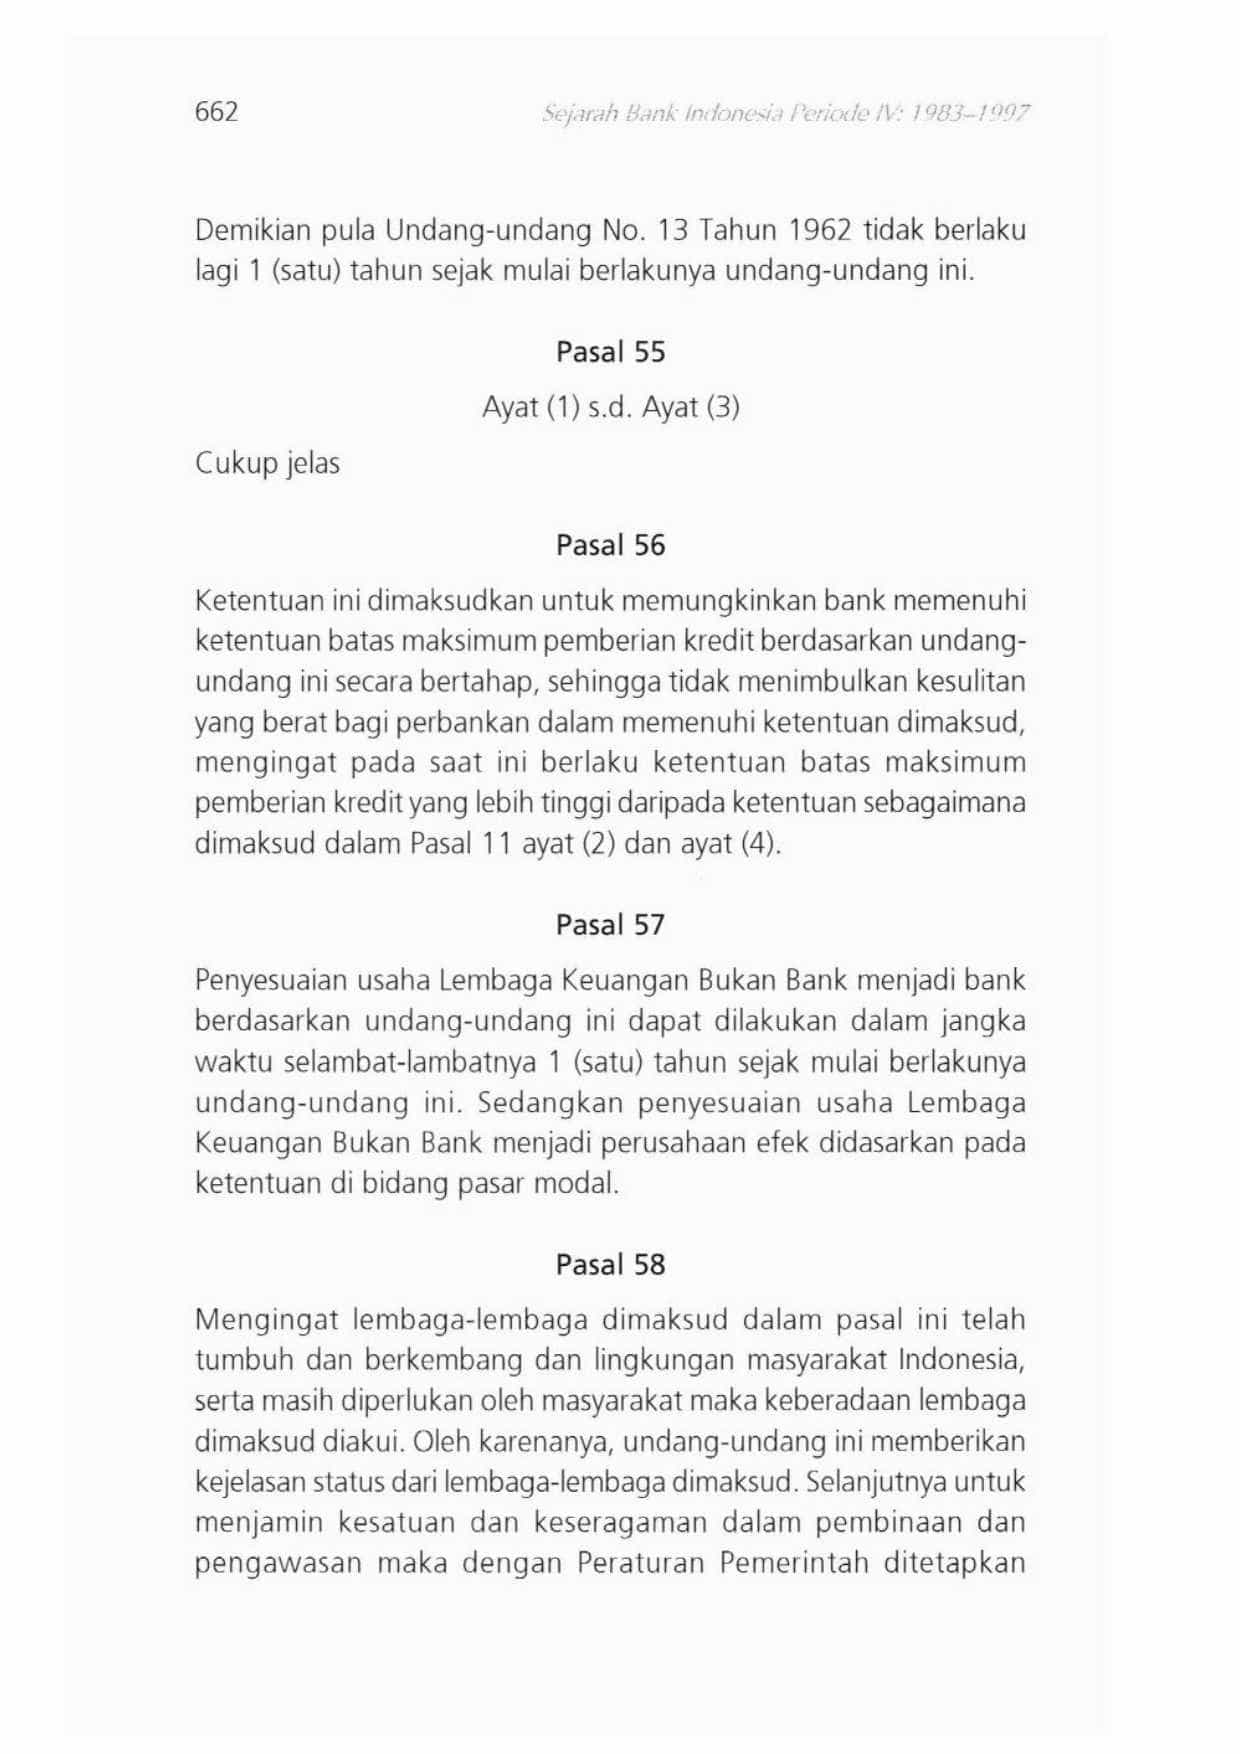 662
Sejarah Bank Indonesia Periode IV: 1983–1997
Demikian pula Undang-undang No. 13 Tahun 1962 tidak berlaku
lagi 1 (satu) tahun sejak mulai berlakunya undang-undang ini.
Pasal 55
Ayat (1) s.d. Ayat (3)
Cukup jelas
Pasal 56
Ketentuan ini dimaksudkan untuk memungkinkan bank memenuhi
ketentuan batas maksimum pemberian kredit berdasarkan undang-
undang ini secara bertahap, sehingga tidak menimbulkan kesulitan
yang berat bagi perbankan dalam memenuhi ketentuan dimaksud,
mengingat pada saat ini berlaku ketentuan batas maksimum
pemberian kredit yang lebih tinggi daripada ketentuan sebagaimana
dimaksud dalam Pasal 11 ayat (2) dan ayat (4).
Pasal 57
Penyesuaian usaha Lembaga Keuangan Bukan Bank menjadi bank
berdasarkan undang-undang ini dapat dilakukan dalam jangka
waktu selambat-lambatnya 1 (satu) tahun sejak mulai berlakunya
undang-undang ini. Sedangkan penyesuaian usaha Lembaga
Keuangan Bukan Bank menjadi perusahaan efek didasarkan pada
ketentuan di bidang pasar modal.
Pasal 58
Mengingat lembaga-lembaga dimaksud dalam pasal ini telah
tumbuh dan berkembang dan lingkungan masyarakat Indonesia,
serta masih diperlukan oleh masyarakat maka keberadaan lembaga
dimaksud diakui. Oleh karenanya, undang-undang ini memberikan
kejelasan status dari lembaga-lembaga dimaksud. Selanjutnya untuk
menjamin kesatuan dan keseragaman dalam pembinaan dan
pengawasan maka dengan Peraturan Pemerintah ditetapkan